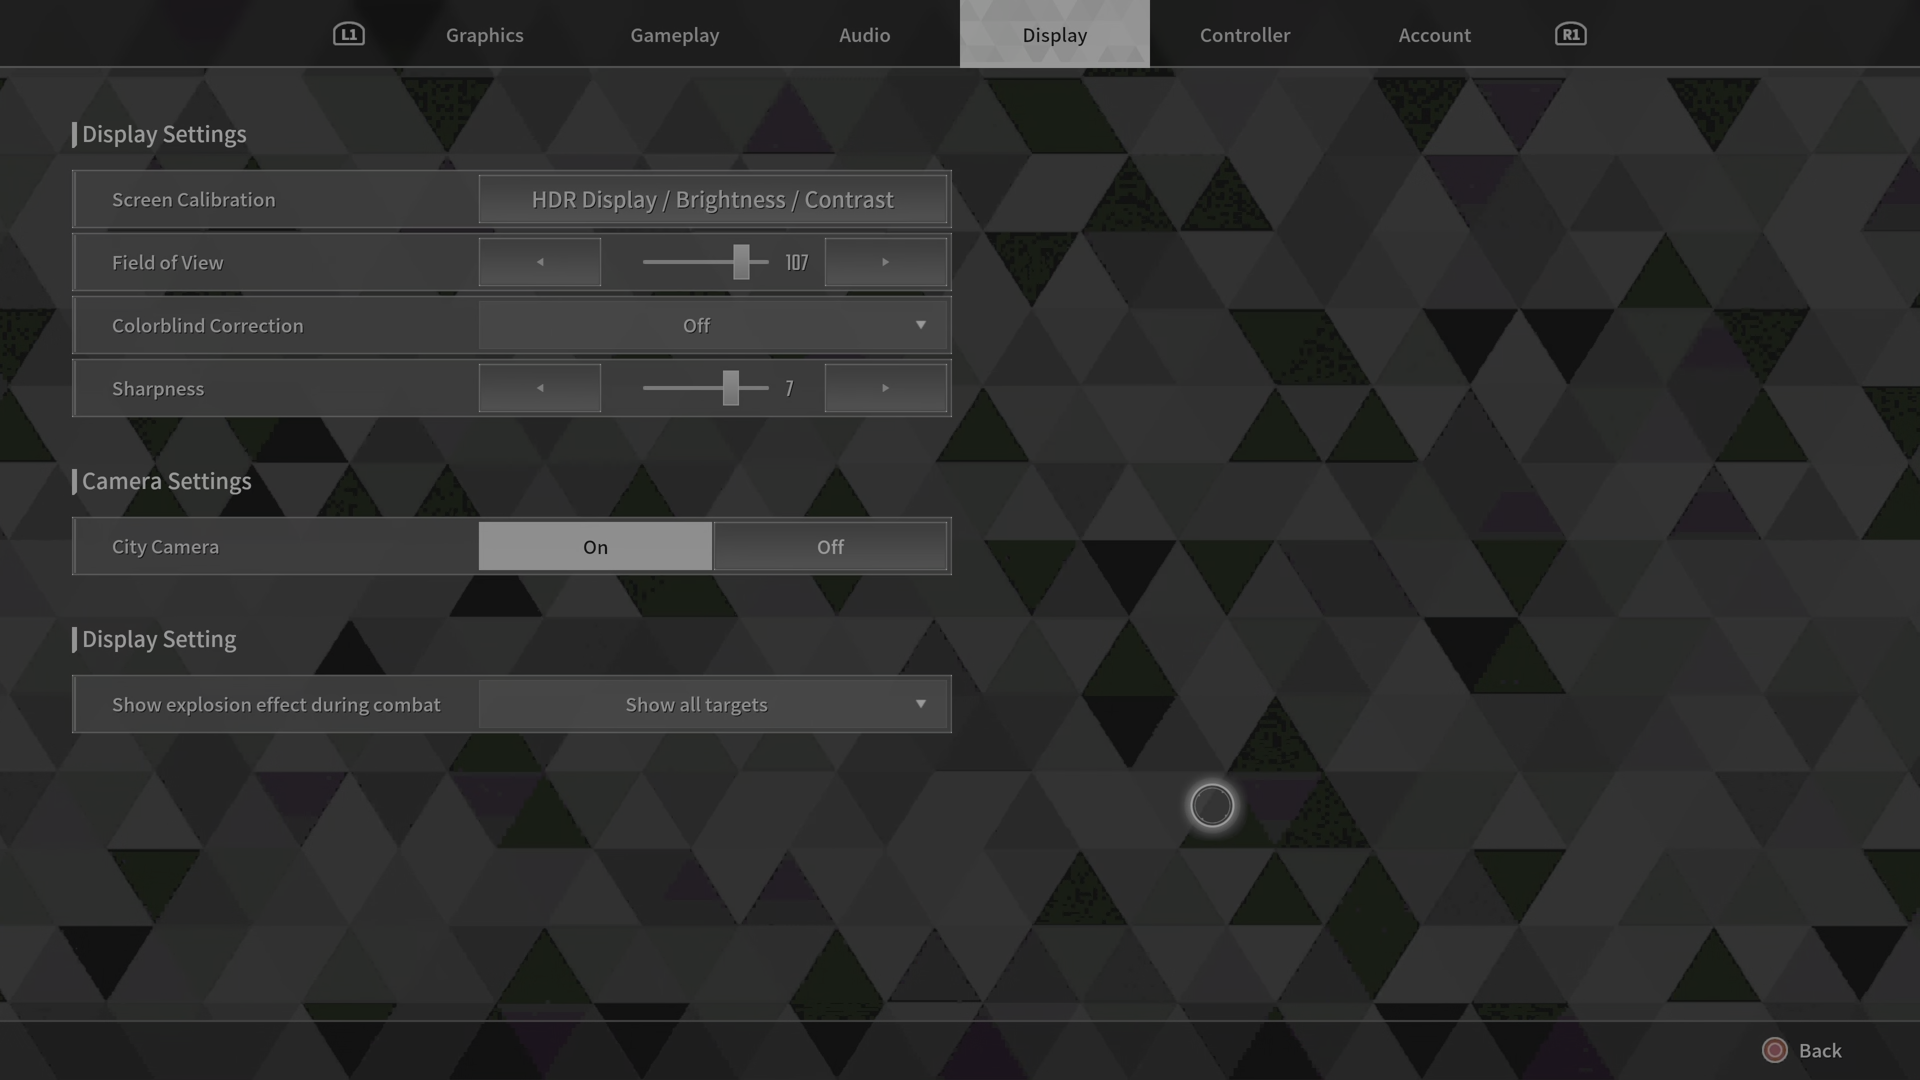 L1
Graphics
Gameplay
Audio
Display
Controller
Account
R1
Display Settings
Screen Calibration
HDR Display / Brightness / Contrast
Field of View
107
Colorblind Correction
Off
Sharpness
7
Camera Settings
City Camera
On
Off
Display Setting
Show explosion effect during combat
Show all targets
Back